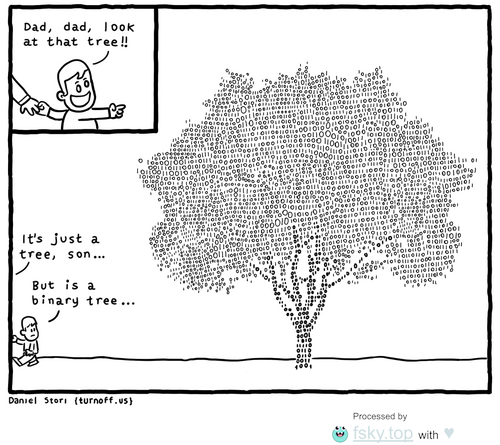 Dad, dad, look
at that tree!!
It's just a
tree, son...
But is a
binary tree...
Daniel Stori {turnoff.us}
Processed by
fsky.top with ♥